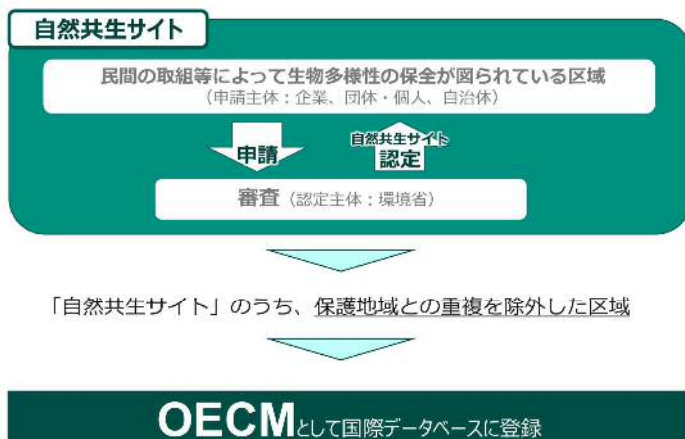 自然共生サイト
民間の取組等によって生物多様性の保全が図られている区域
（申請主体：企業、団体・個人、自治体）
申請
自然共生サイト
認定
審査（認定主体：環境省）
「自然共生サイト」のうち、保護地域との重複を除外した区域
OECMとして国際データベースに登録